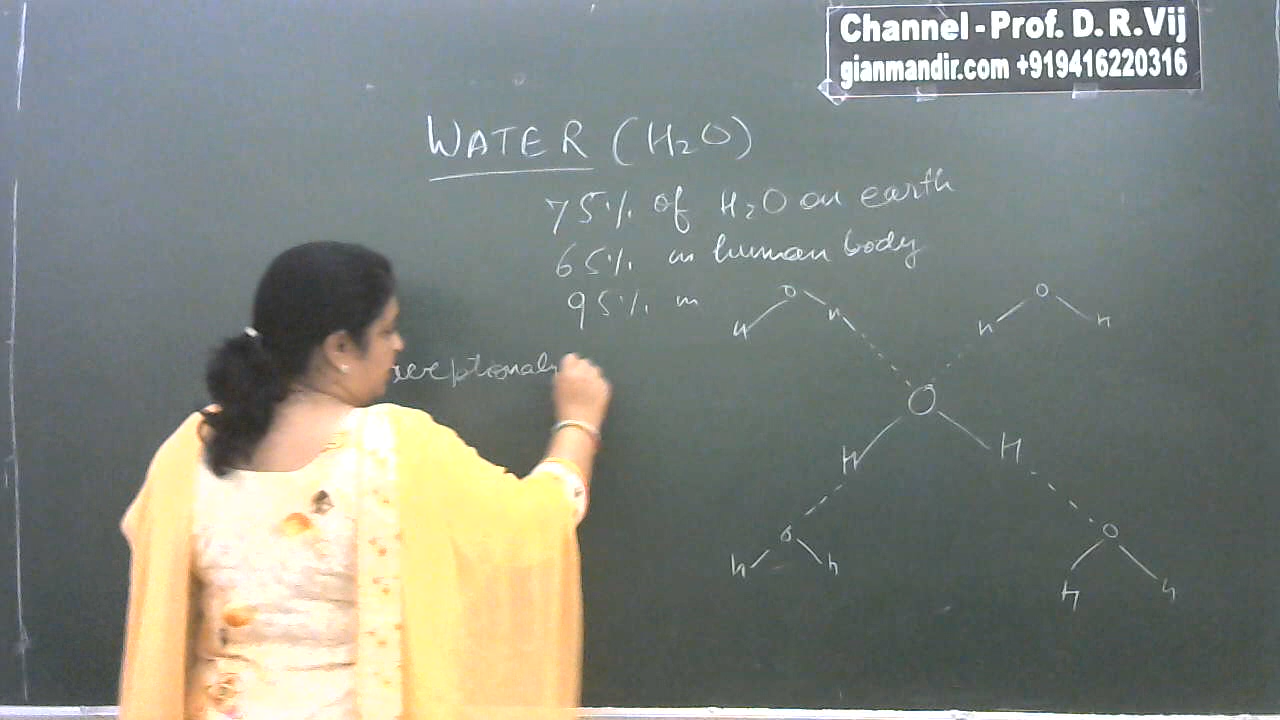 Channel - Prof. D. R. Vij
gianmandir.com +919416220316
WATER (H2O)
75% of H2O on earth
65% in human body
95% in
O
H
H
O
H
H
O
H
H
O
H
H
O
H
H